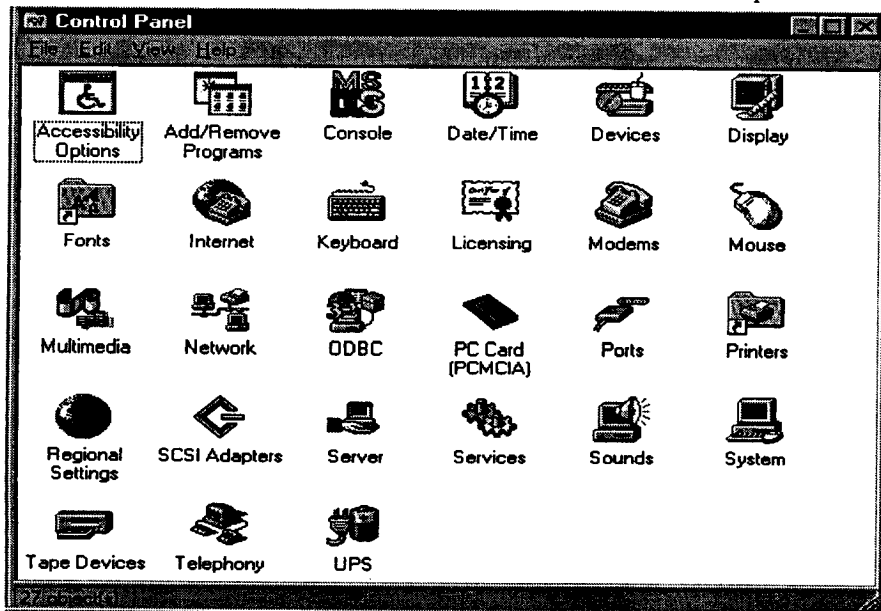 Control Panel
File Edit View Help
Accessibility Options
Add/Remove Programs
Console
Date/Time
Devices
Display
Fonts
Internet
Keyboard
Licensing
Modems
Mouse
Multimedia
Network
ODBC
PC Card (PCMCIA)
Ports
Printers
Regional Settings
SCSI Adapters
Server
Services
Sounds
System
Tape Devices
Telephony
UPS
27 object(s)